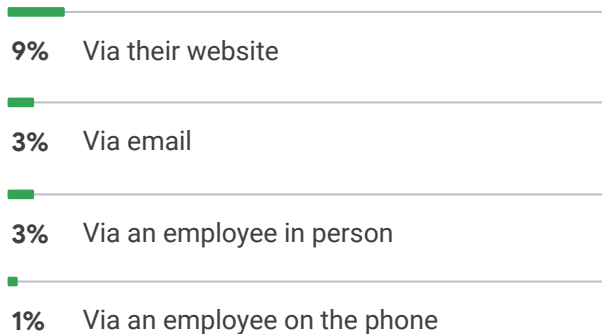 9% Via their website
3% Via email
3% Via an employee in person
1% Via an employee on the phone